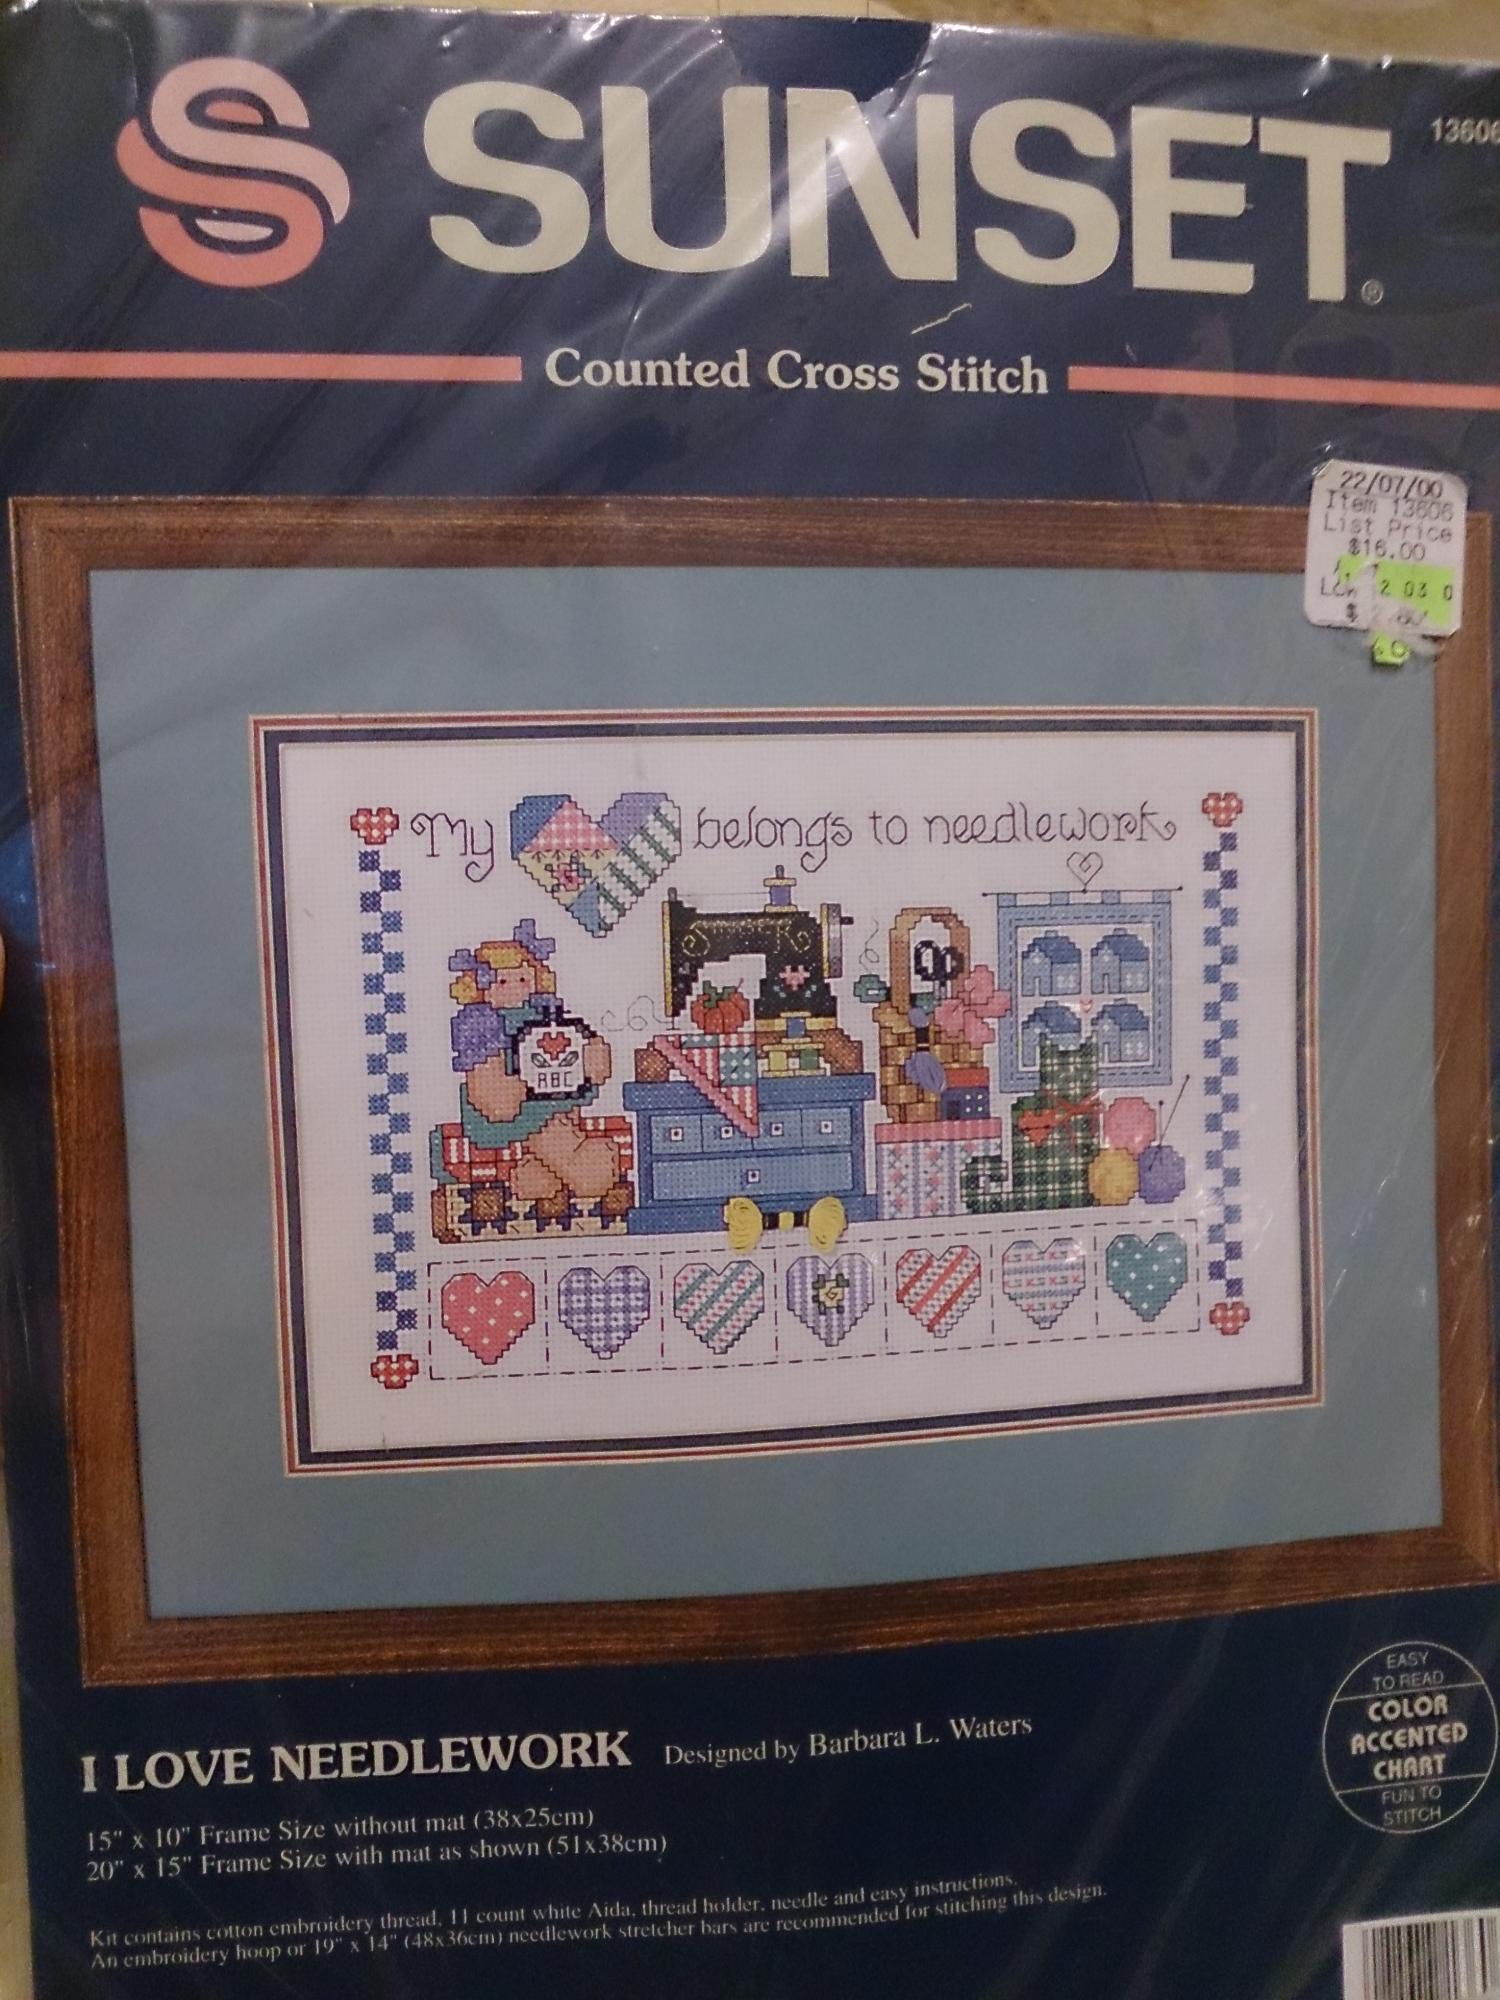 SUNSET®
13606
Counted Cross Stitch
22/07/00
Item 13606
List Price
$16.00
2 03 0
$
My belongs to needlework
SINGER
ABC
I LOVE NEEDLEWORK Designed by Barbara L. Waters
15" x 10" Frame Size without mat (38x25cm)
20" x 15" Frame Size with mat as shown (51x38cm)
Kit contains cotton embroidery thread, 11 count white Aida, thread holder, needle and easy instructions.
An embroidery hoop or 19" x 14" (48x36cm) needlework stretcher bars are recommended for stitching this design.
EASY
TO READ
COLOR
ACCENTED
CHART
FUN TO
STITCH